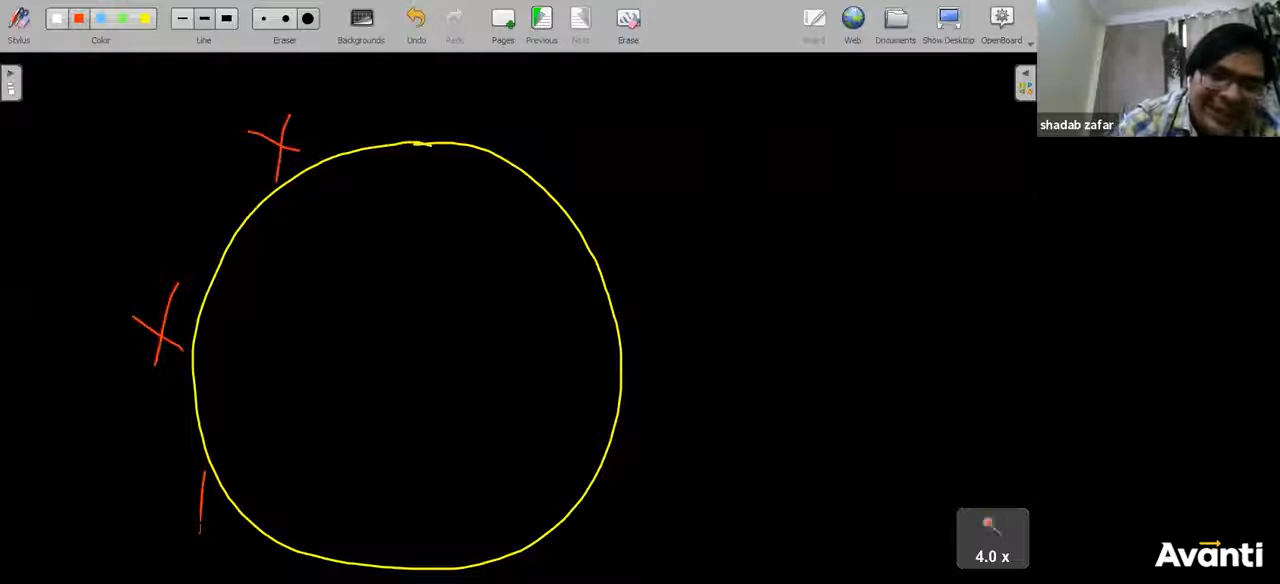 Stylus
Color
Line
Eraser
Backgrounds
Undo
Redo
Pages
Previous
Next
Erase
Board
Web
Documents
Show Desktop
OpenBoard
shadab zafar
X
X
4.0 x
Avanti